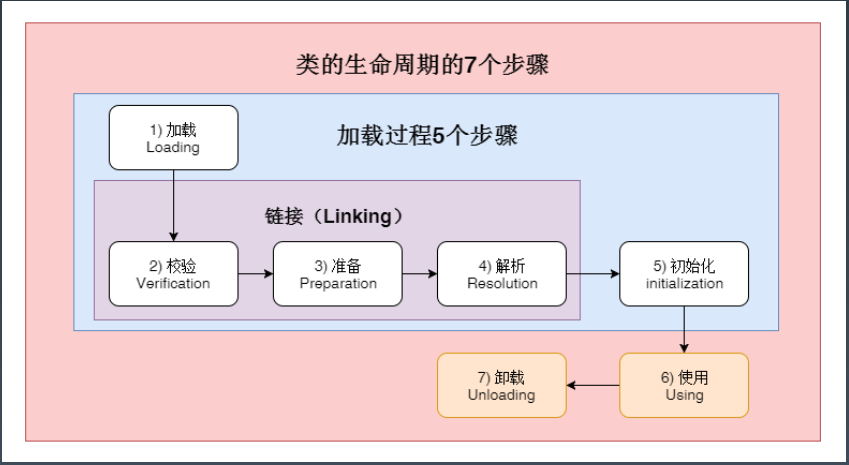 类的生命周期的7个步骤
加载过程5个步骤
1) 加载
Loading
链接（Linking）
2) 校验
Verification
3) 准备
Preparation
4) 解析
Resolution
5) 初始化
initialization
7) 卸载
Unloading
6) 使用
Using